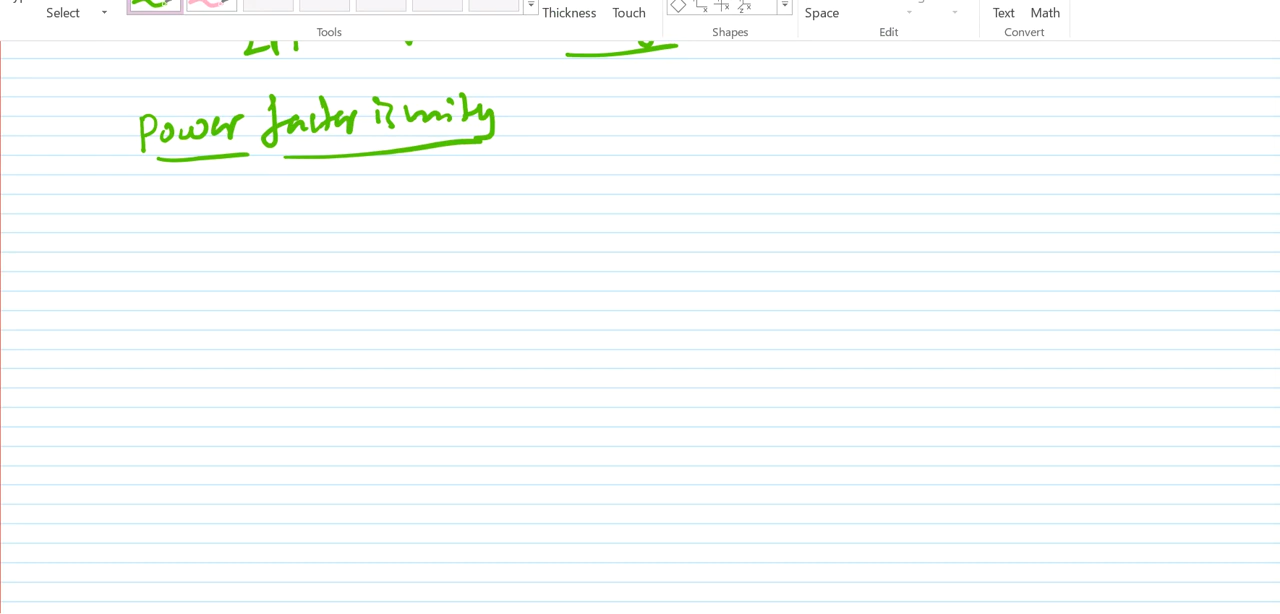 Select
Thickness
Touch
Space
Text
Math
Tools
Shapes
Edit
Convert
Power factor is unity